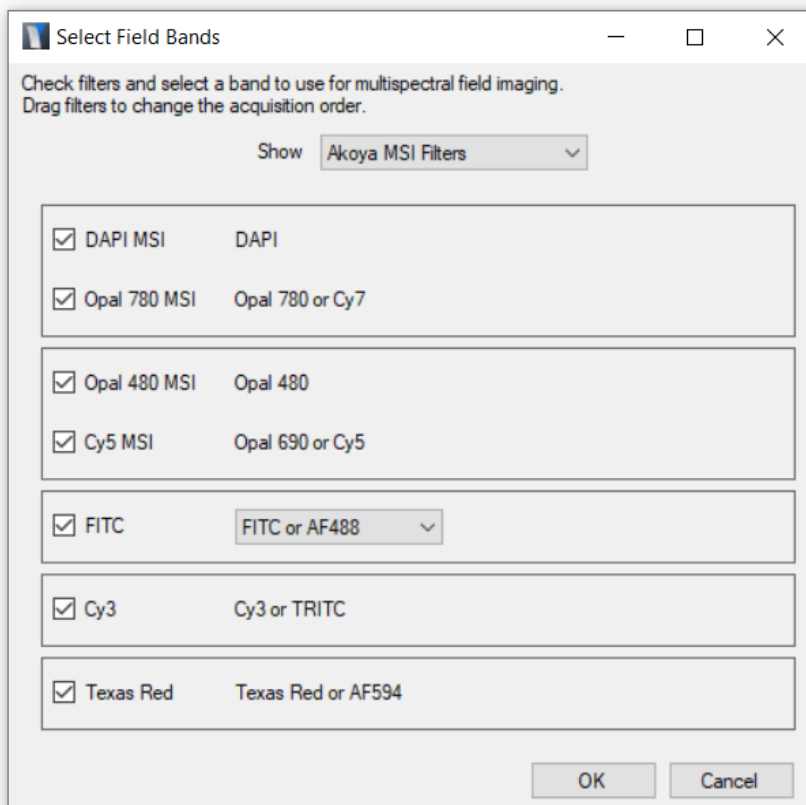 Select Field Bands
Check filters and select a band to use for multispectral field imaging.
Drag filters to change the acquisition order.
Show Akoya MSI Filters
DAPI MSI DAPI
Opal 780 MSI Opal 780 or Cy7
Opal 480 MSI Opal 480
Cy5 MSI Opal 690 or Cy5
FITC FITC or AF488
Cy3 Cy3 or TRITC
Texas Red Texas Red or AF594
OK Cancel